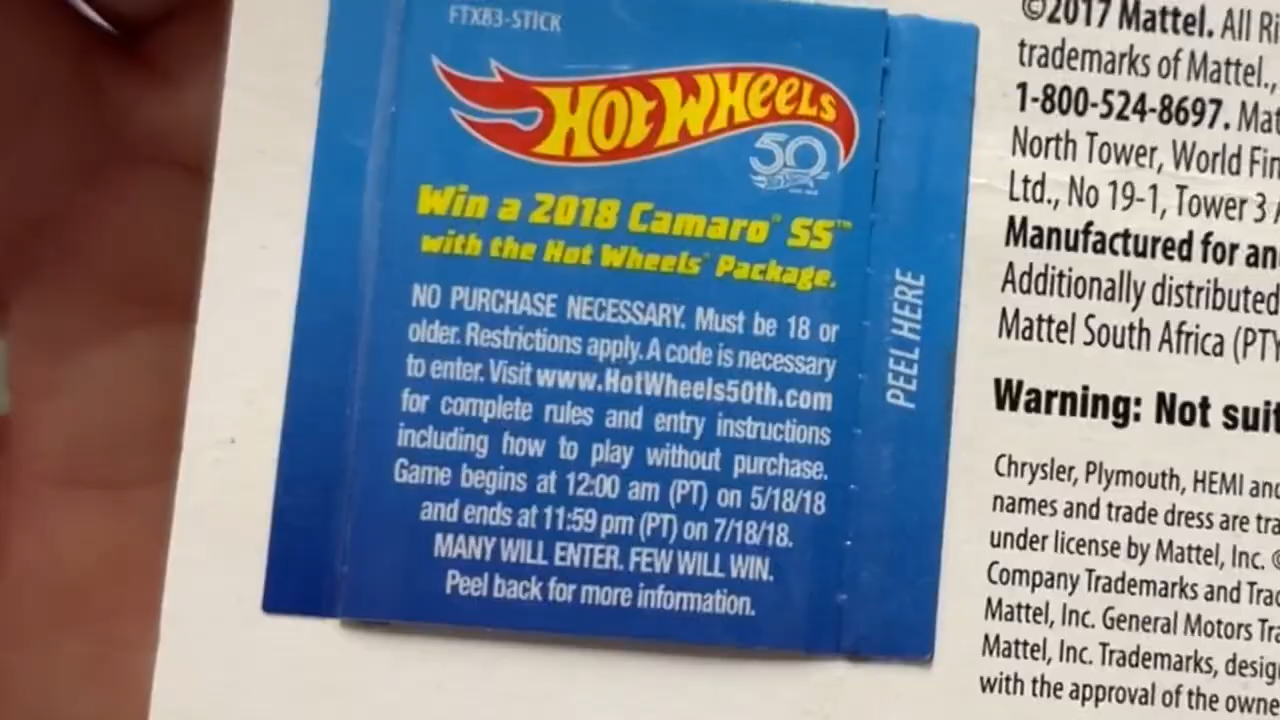 FTX83-STICK
HOT WHEELS
50
Win a 2018 Camaro® SS™
with the Hot Wheels® Package.
NO PURCHASE NECESSARY. Must be 18 or
older. Restrictions apply. A code is necessary
to enter. Visit www.HotWheels50th.com
for complete rules and entry instructions
including how to play without purchase.
Game begins at 12:00 am (PT) on 5/18/18
and ends at 11:59 pm (PT) on 7/18/18.
MANY WILL ENTER. FEW WILL WIN.
Peel back for more information.
PEEL HERE
©2017 Mattel. All
trademarks of Mattel.,
1-800-524-8697.
North Tower, World
Ltd., No 19-1, Tower 3
Manufactured for
Additionally distributed
Mattel South Africa
Warning: Not
Chrysler, Plymouth, HEMI
names and trade dress are
under license by Mattel, Inc. ©
Company Trademarks and
Mattel, Inc. General Motors
Mattel, Inc. Trademarks,
with the approval of the